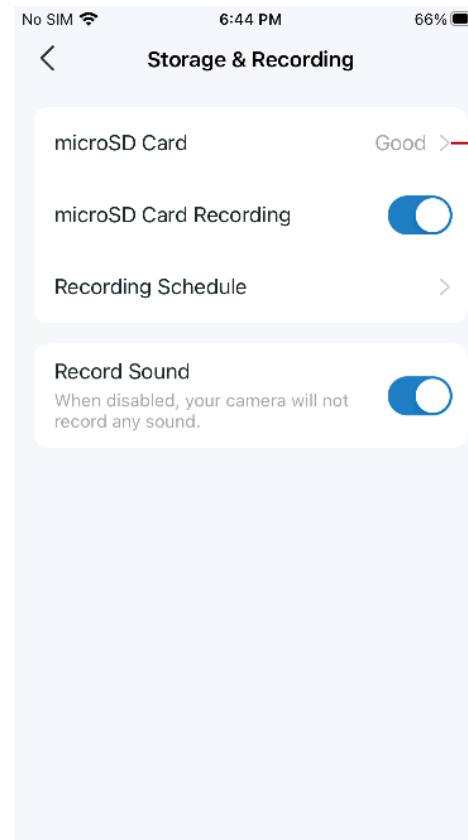 No SIM 6:44 PM 66%
Storage & Recording
microSD Card Good
microSD Card Recording
Recording Schedule
Record Sound
When disabled, your camera will not
record any sound.